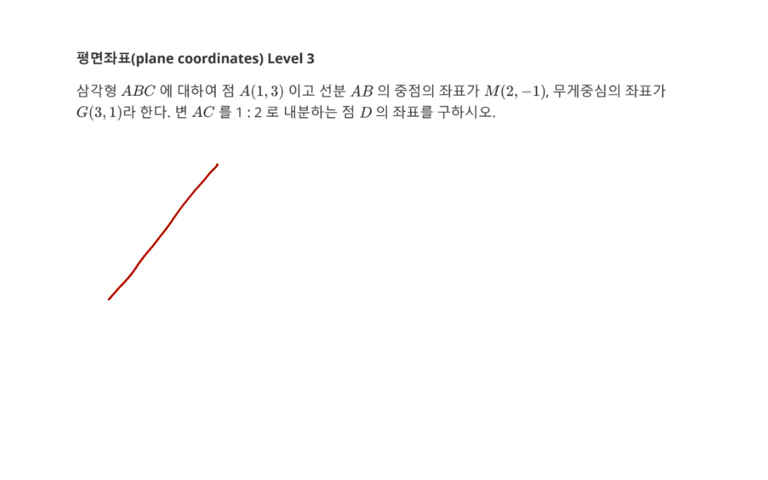 평면좌표(plane coordinates) Level 3
삼각형 ABC 에 대하여 점 A(1, 3) 이고 선분 AB 의 중점의 좌표가 M(2, −1), 무게중심의 좌표가
G(3, 1)라 한다. 변 AC 를 1 : 2 로 내분하는 점 D 의 좌표를 구하시오.